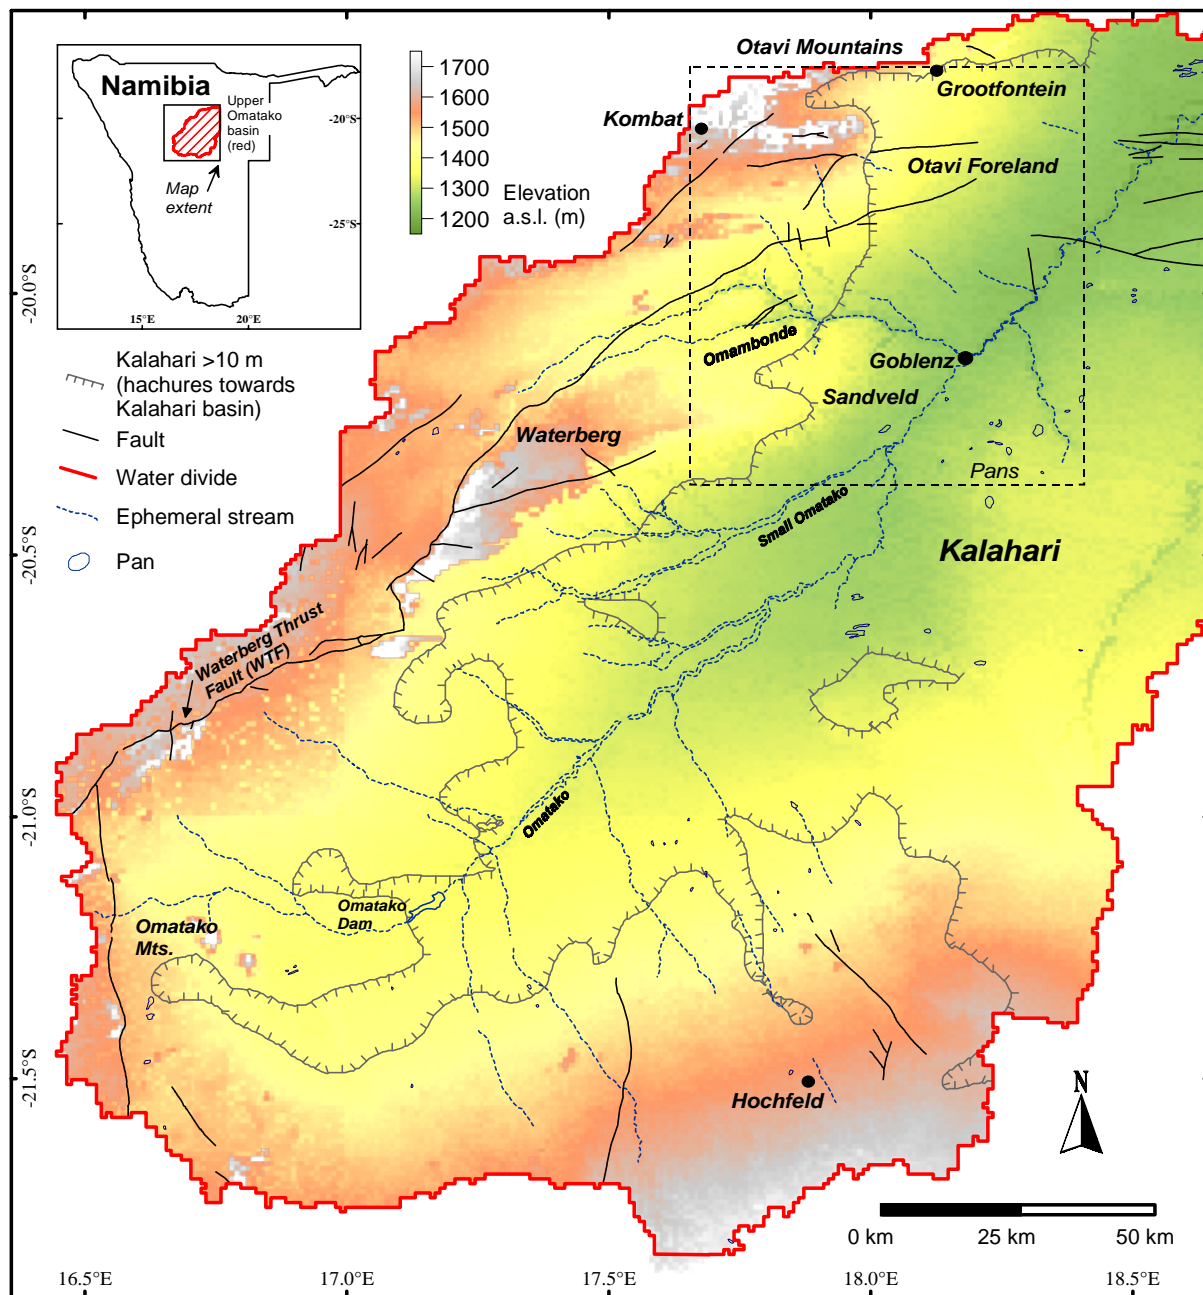 Namibia
Upper
Omatako
basin
(red)
Map
extent
-20°S
-25°S
15°E
20°E
1700
1600
1500
1400
1300
1200
Elevation
a.s.l. (m)
Otavi Mountains
Grootfontein
Kombat
Otavi Foreland
-20.0°S
Kalahari >10 m
(hachures towards
Kalahari basin)
Fault
Water divide
Ephemeral stream
Pan
Omambonde
Goblenz
Sandveld
Waterberg
Pans
Small Omatako
Kalahari
-20.5°S
Waterberg Thrust
Fault (WTF)
Omatako
-21.0°S
Omatako
Dam
Omatako
Mts.
-21.5°S
Hochfeld
N
0 km
25 km
50 km
16.5°E
17.0°E
17.5°E
18.0°E
18.5°E